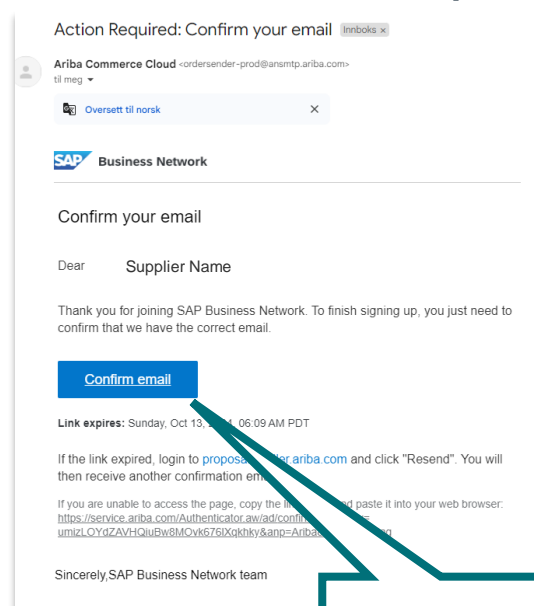 Action Required: Confirm your email Innboks ×
Ariba Commerce Cloud <ordersender-prod@ansmtp.ariba.com>
til meg
Oversett til norsk ×
SAP Business Network
Confirm your email
Dear Supplier Name
Thank you for joining SAP Business Network. To finish signing up, you just need to
confirm that we have the correct email.
Confirm email
Link expires: Sunday, Oct 13, 06:09 AM PDT
If the link expired, login to ariba.com and click "Resend". You will
then receive another confirmation
If you are unable to access the page, copy the paste it into your web browser:
https://service.ariba.com/Authenticator.aw/ad/
Sincerely,SAP Business Network team